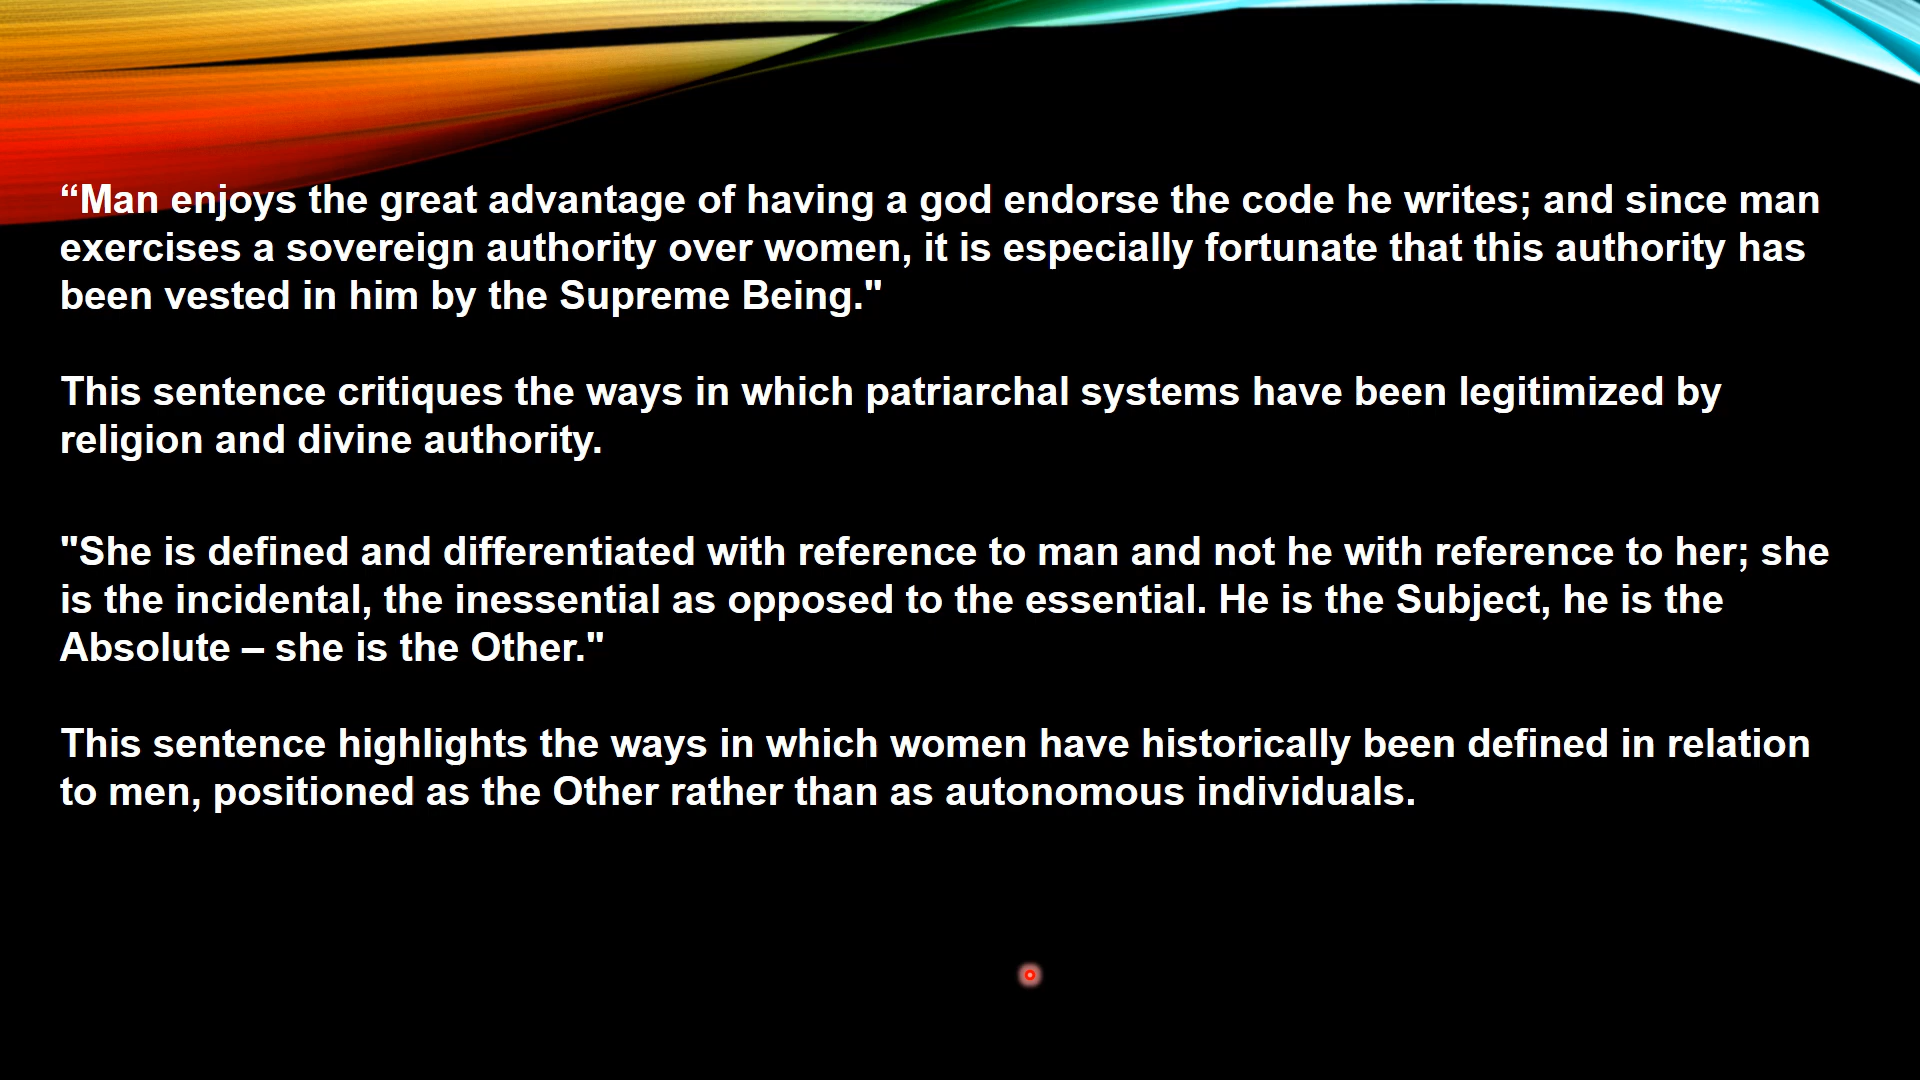 “Man enjoys the great advantage of having a god endorse the code he writes; and since man
exercises a sovereign authority over women, it is especially fortunate that this authority has
been vested in him by the Supreme Being."
This sentence critiques the ways in which patriarchal systems have been legitimized by
religion and divine authority.
"She is defined and differentiated with reference to man and not he with reference to her; she
is the incidental, the inessential as opposed to the essential. He is the Subject, he is the
Absolute – she is the Other."
This sentence highlights the ways in which women have historically been defined in relation
to men, positioned as the Other rather than as autonomous individuals.